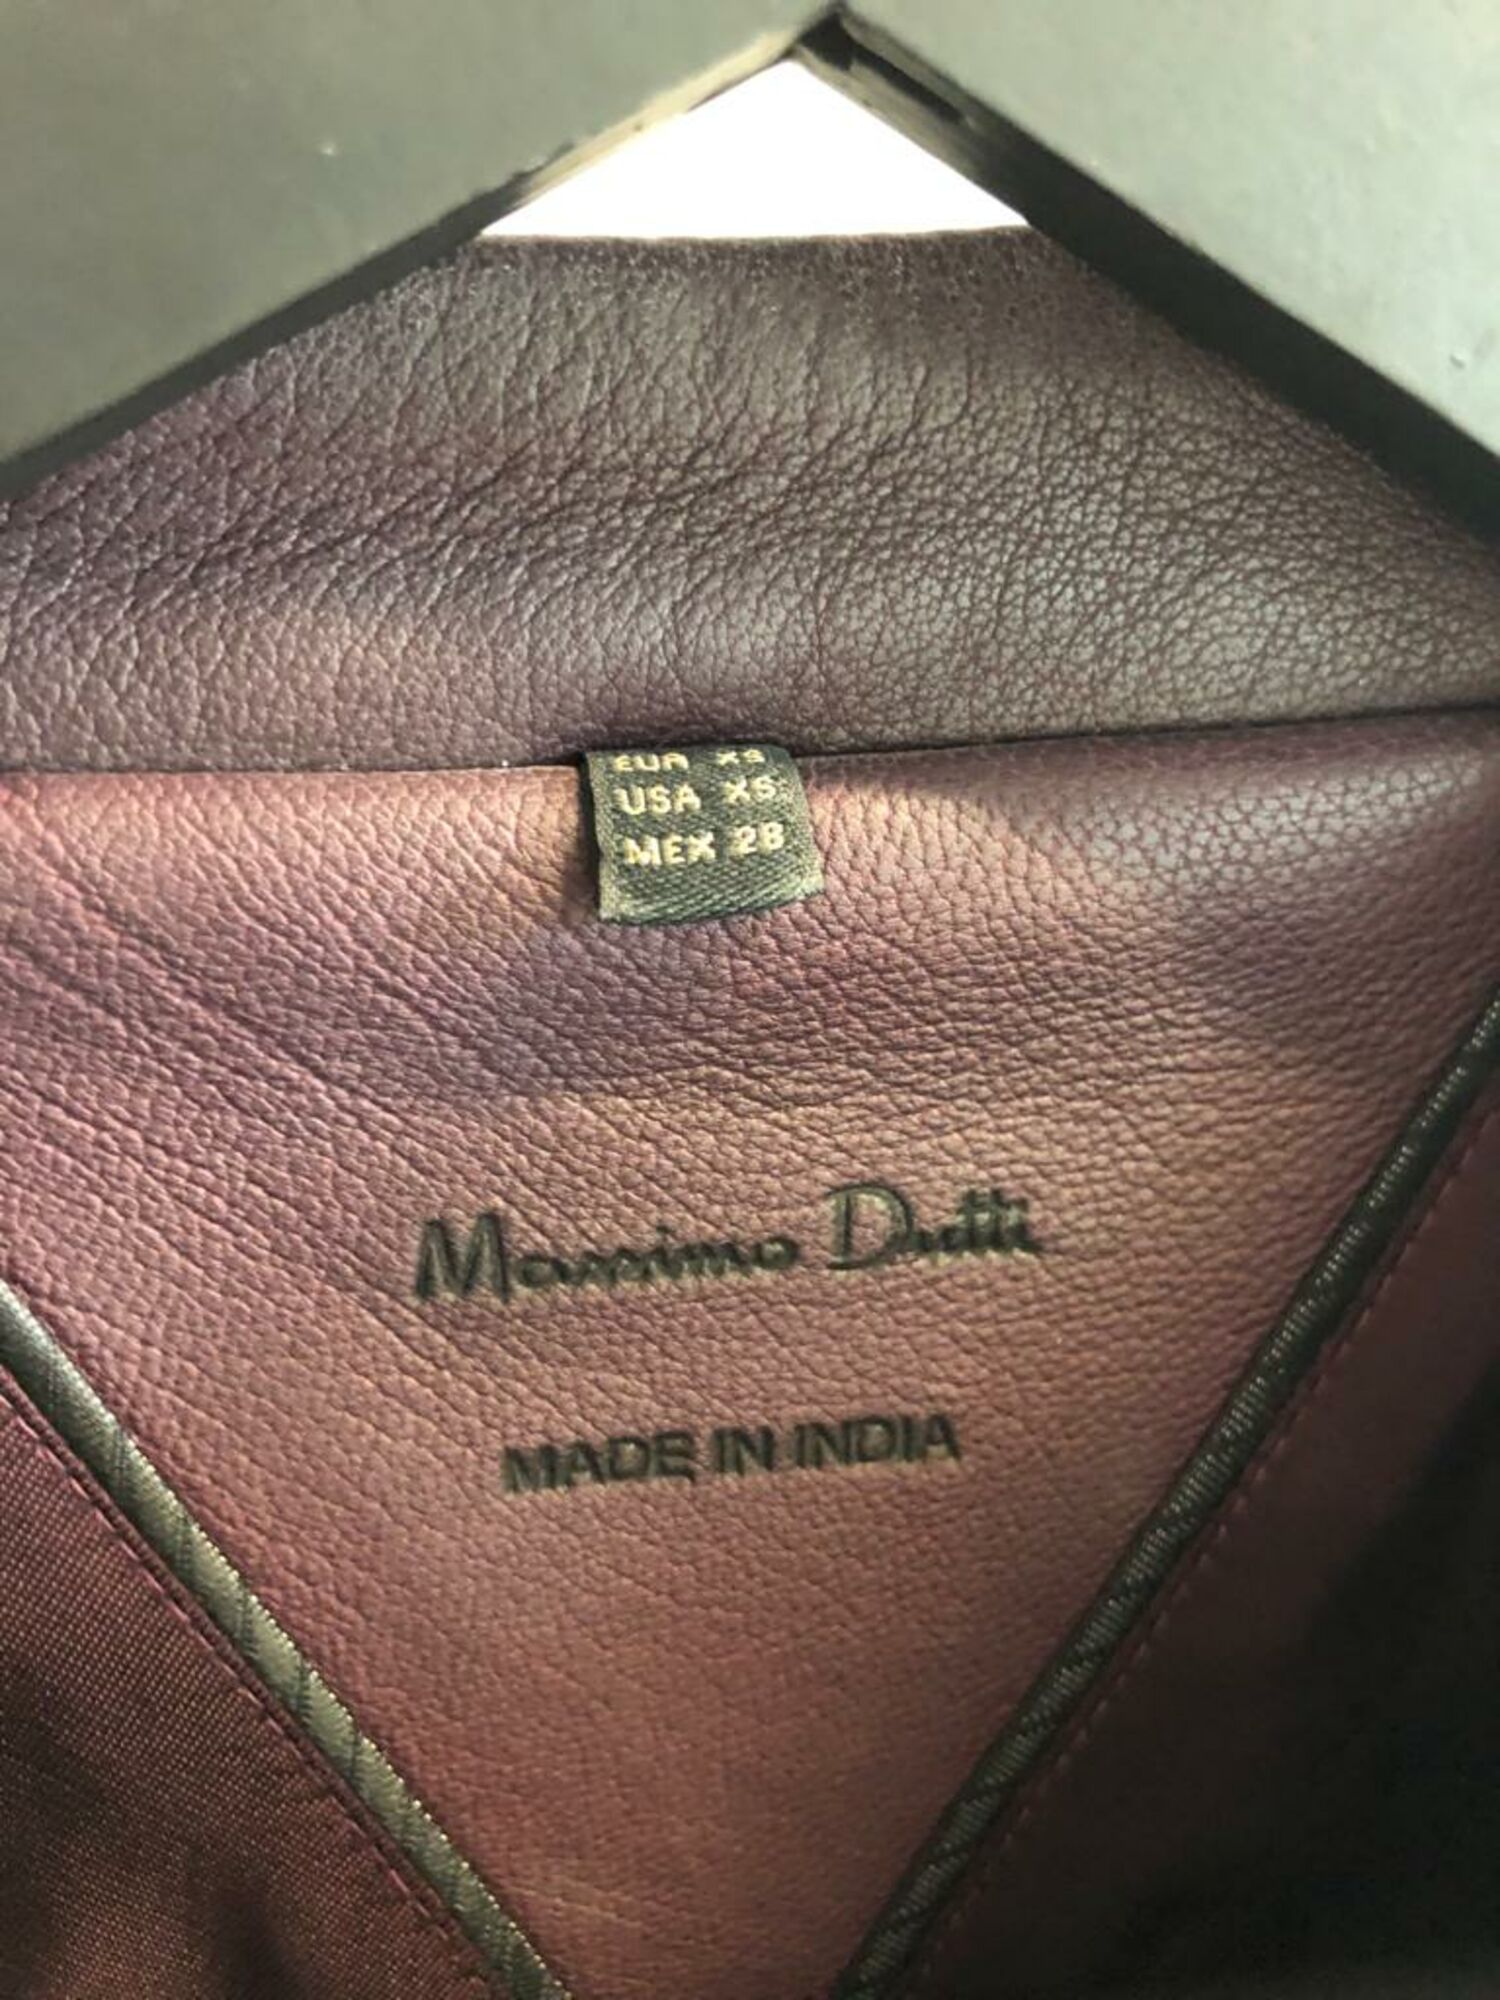 EUR XS
USA XS
MEX 28
Massimo Dutti
MADE IN INDIA